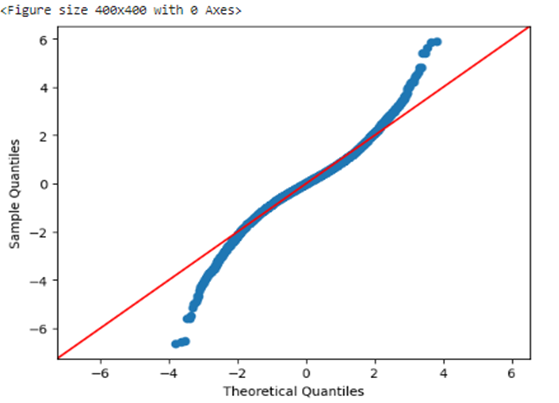 <Figure size 400x400 with 0 Axes>
6
4
2
0
−2
−4
−6
Sample Quantiles
−6 −4 −2 0 2 4 6
Theoretical Quantiles